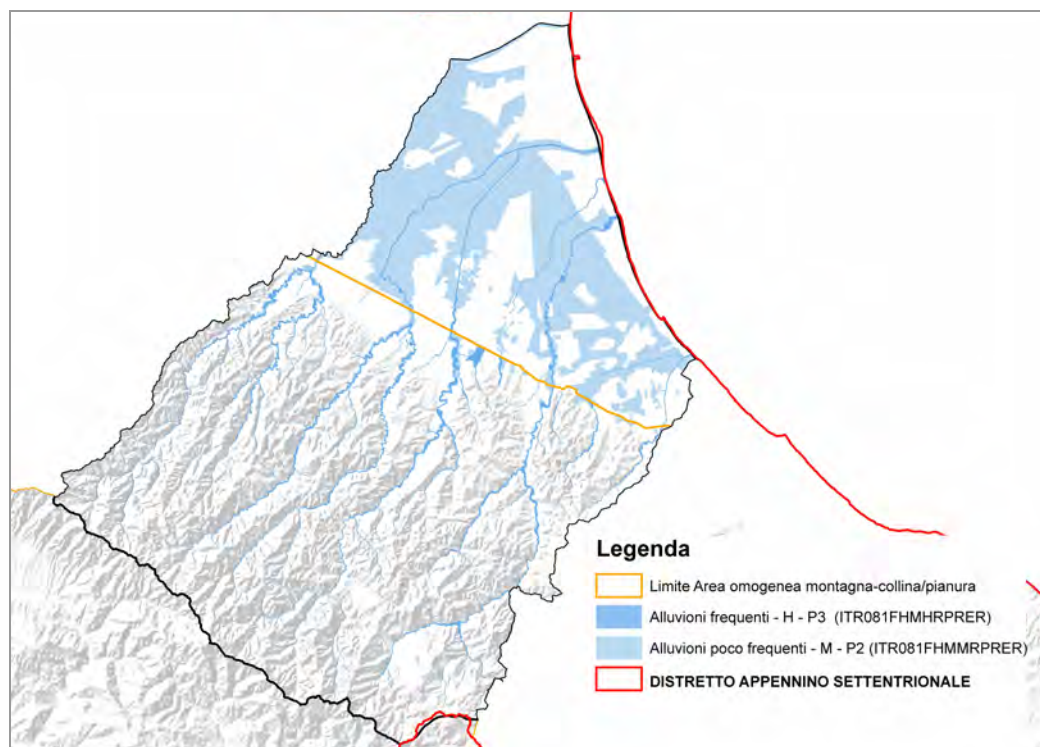 Legenda
Limite Area omogenea montagna-collina/pianura
Alluvioni frequenti - H - P3 (ITR081FHMHRPRER)
Alluvioni poco frequenti - M - P2 (ITR081FHMMRPRER)
DISTRETTO APPENNINO SETTENTRIONALE